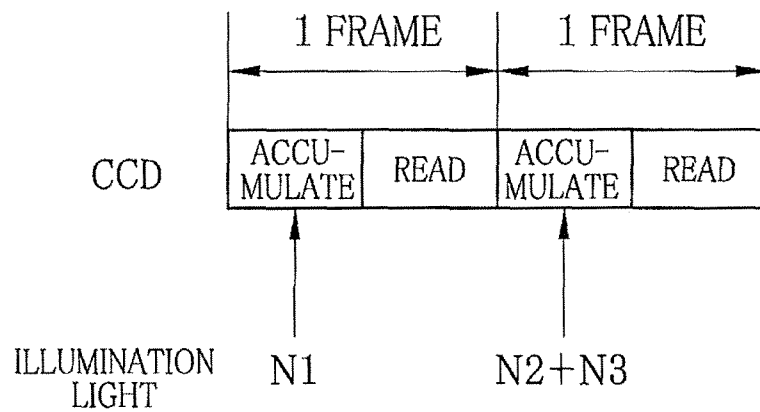 1 FRAME 1 FRAME
CCD ACCU- READ ACCU- READ
MULATE MULATE
ILLUMINATION N1 N2+N3
LIGHT